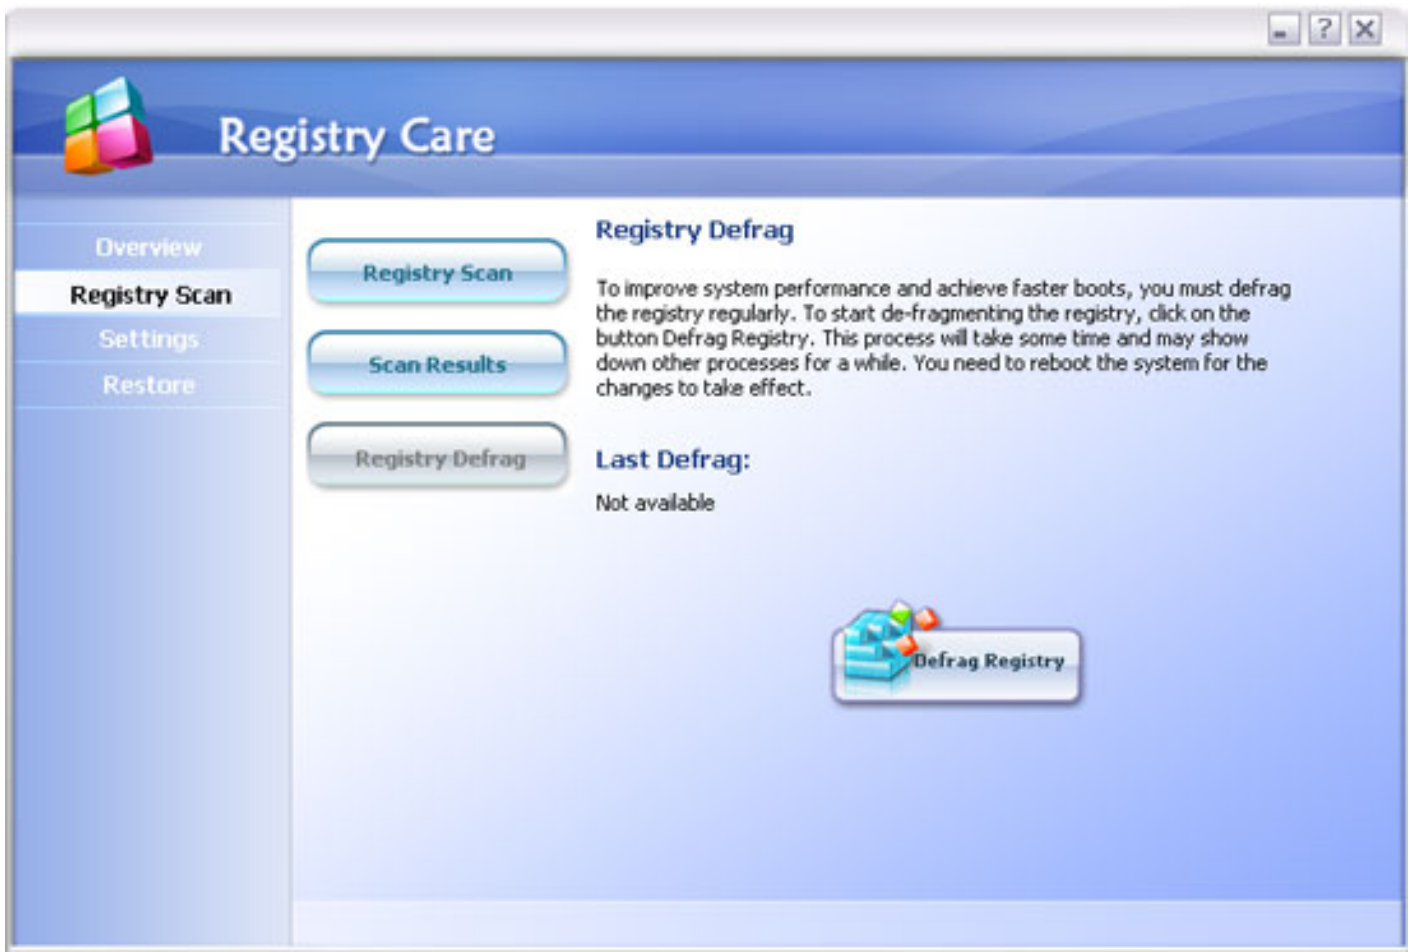 Registry Care
Overview
Registry Scan
Settings
Restore
Registry Scan
Scan Results
Registry Defrag
Registry Defrag
To improve system performance and achieve faster boots, you must defrag
the registry regularly. To start de-fragmenting the registry, click on the
button Defrag Registry. This process will take some time and may show
down other processes for a while. You need to reboot the system for the
changes to take effect.
Last Defrag:
Not available
Defrag Registry